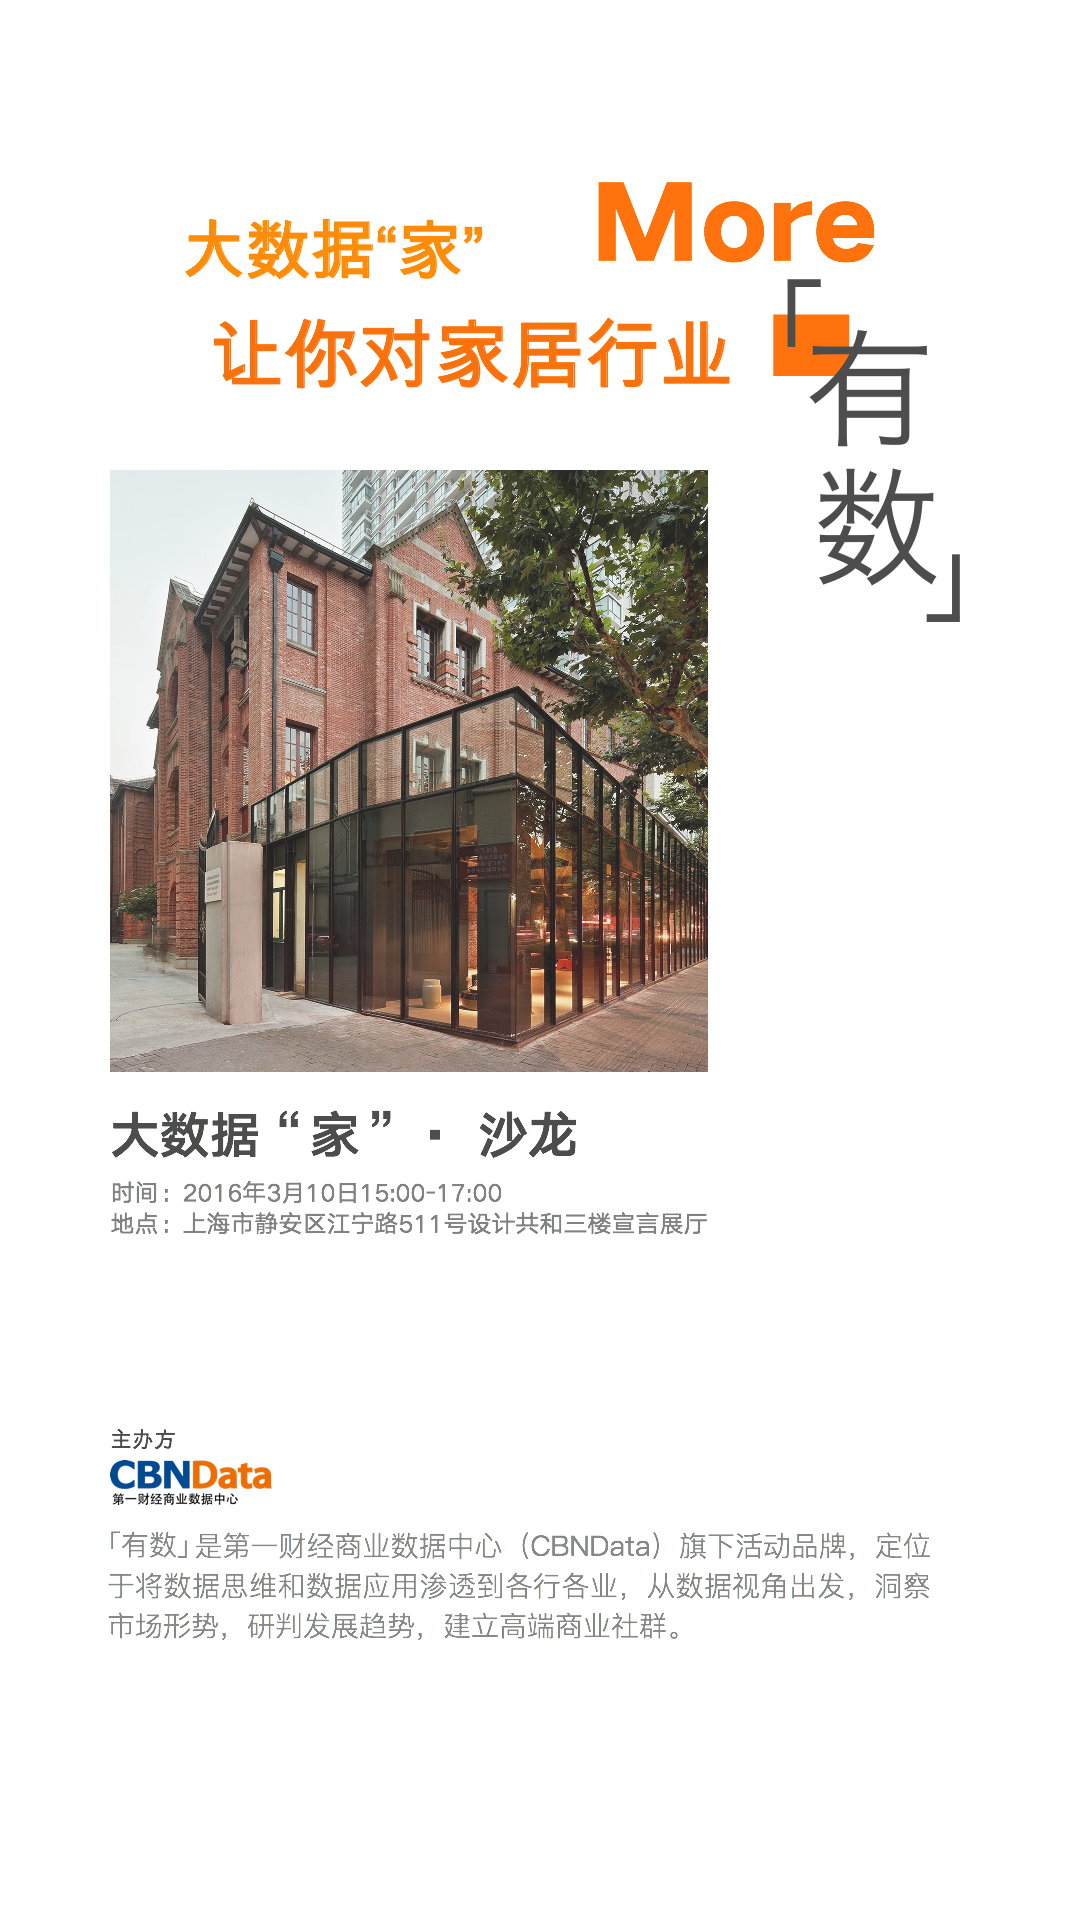 More
大数据“家”
让你对家居行业
「有数」
大数据“家”· 沙龙
时间：2016年3月10日15:00-17:00
地点：上海市静安区江宁路511号设计共和三楼宣言展厅
主办方
CBNData
第一财经商业数据中心
「有数」是第一财经商业数据中心（CBNData）旗下活动品牌，定位
于将数据思维和数据应用渗透到各行各业，从数据视角出发，洞察
市场形势，研判发展趋势，建立高端商业社群。